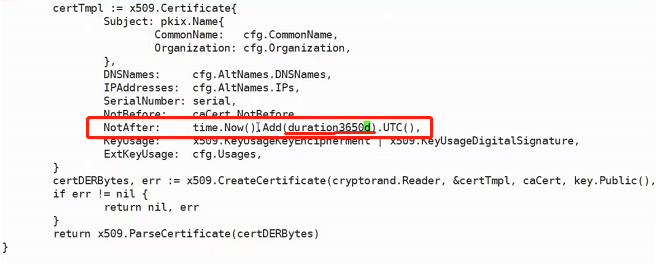 certTmpl := x509.Certificate{
Subject: pkix.Name{
CommonName: cfg.CommonName,
Organization: cfg.Organization,
},
DNSNames: cfg.AltNames.DNSNames,
IPAddresses: cfg.AltNames.IPs,
SerialNumber: serial,
NotBefore: caCert.NotBefore,
NotAfter: time.Now().Add(duration3650d).UTC(),
KeyUsage: x509.KeyUsageKeyEncipherment | x509.KeyUsageDigitalSignature,
ExtKeyUsage: cfg.Usages,
}
certDERBytes, err := x509.CreateCertificate(cryptorand.Reader, &certTmpl, caCert, key.Public(),
if err != nil {
return nil, err
}
return x509.ParseCertificate(certDERBytes)
}